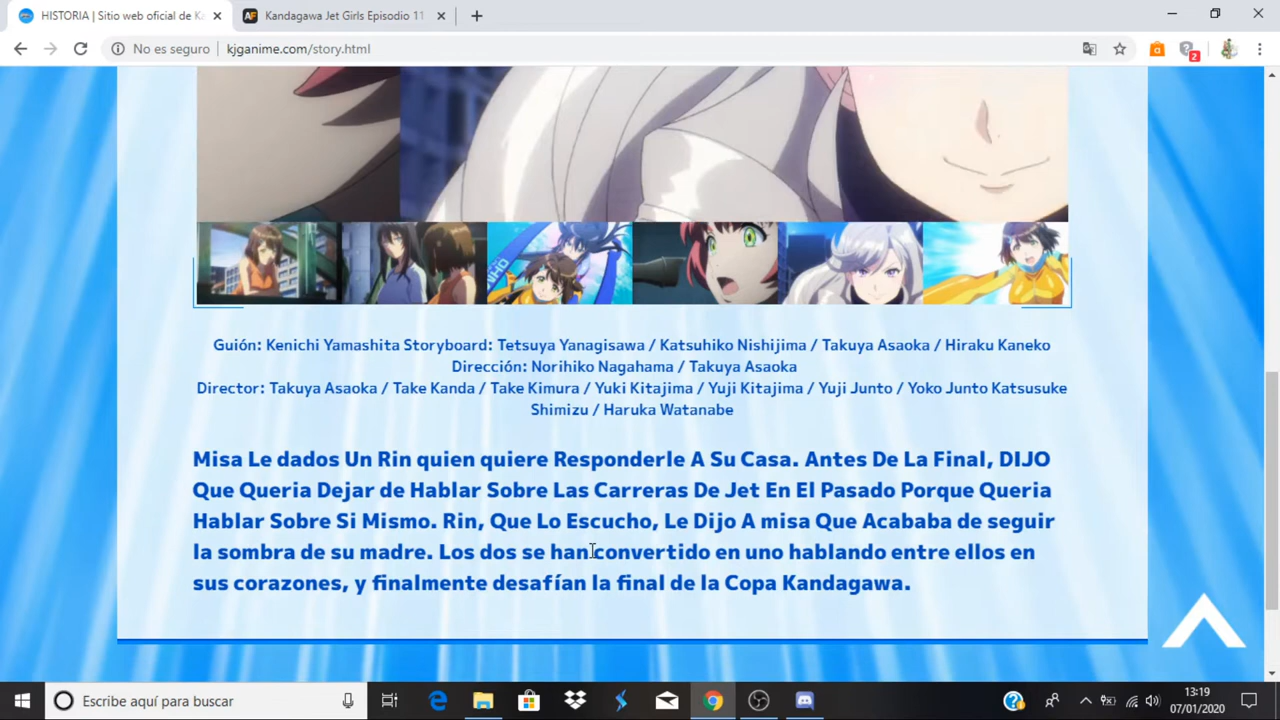 HISTORIA | Sitio web oficial de Ka
Kandagawa Jet Girls Episodio 11
No es seguro
kjganime.com/story.html
2
Guión: Kenichi Yamashita Storyboard: Tetsuya Yanagisawa / Katsuhiko Nishijima / Takuya Asaoka / Hiraku Kaneko
Dirección: Norihiko Nagahama / Takuya Asaoka
Director: Takuya Asaoka / Take Kanda / Take Kimura / Yuki Kitajima / Yuji Kitajima / Yuji Junto / Yoko Junto Katsusuke
Shimizu / Haruka Watanabe
Misa Le dados Un Rin quien quiere Responderle A Su Casa. Antes De La Final, DIJO
Que Queria Dejar de Hablar Sobre Las Carreras De Jet En El Pasado Porque Queria
Hablar Sobre Si Mismo. Rin, Que Lo Escucho, Le Dijo A misa Que Acababa de seguir
la sombra de su madre. Los dos se han convertido en uno hablando entre ellos en
sus corazones, y finalmente desafían la final de la Copa Kandagawa.
Escribe aquí para buscar
13:19
07/01/2020